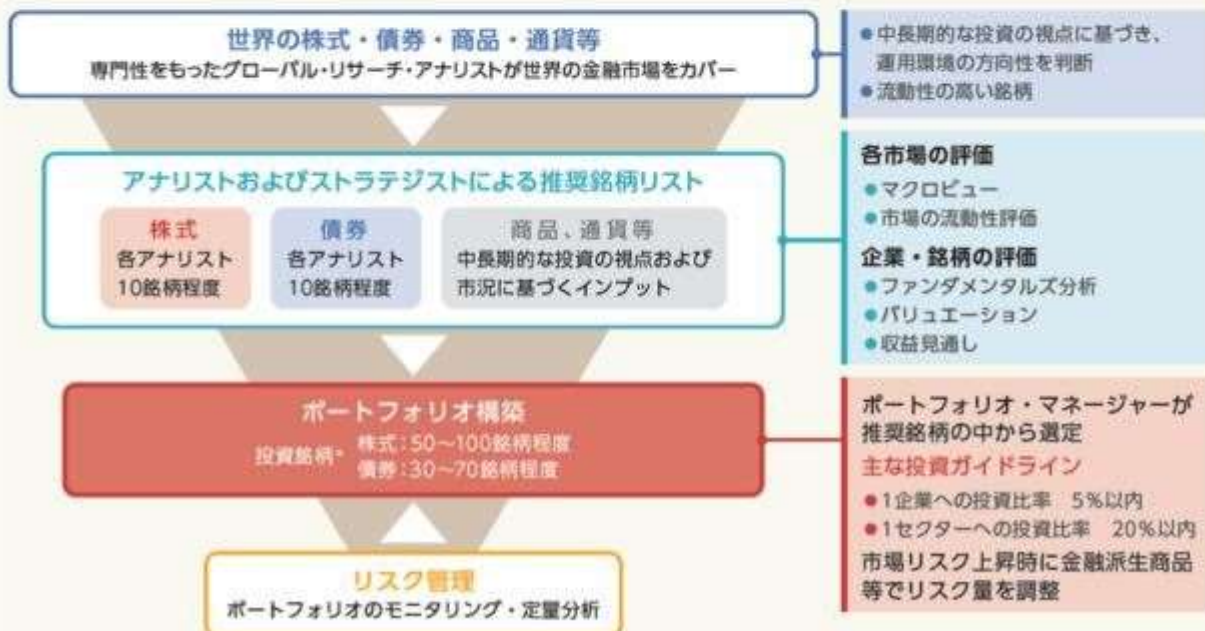 世界の株式・債券・商品・通貨等
専門性をもったグローバル・リサーチ・アナリストが世界の金融市場をカバー
●中長期的な投資の視点に基づき、
運用環境の方向性を判断
●流動性の高い銘柄
アナリストおよびストラテジストによる推奨銘柄リスト
株式
各アナリスト
10銘柄程度
債券
各アナリスト
10銘柄程度
商品、通貨等
中長期的な投資の視点および
市況に基づくインプット
各市場の評価
●マクロビュー
●市場の流動性評価
企業・銘柄の評価
●ファンダメンタルズ分析
●バリュエーション
●収益見通し
ポートフォリオ構築
投資銘柄*
株式:50〜100銘柄程度
債券:30〜70銘柄程度
ポートフォリオ・マネージャーが
推奨銘柄の中から選定
主な投資ガイドライン
●1企業への投資比率 5%以内
●1セクターへの投資比率 20%以内
市場リスク上昇時に金融派生商品
等でリスク量を調整
リスク管理
ポートフォリオのモニタリング・定量分析